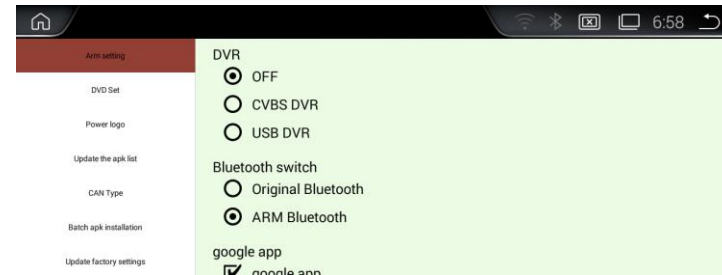 6:58
Arm setting
DVD Set
Power logo
Update the apk list
CAN Type
Batch apk installation
Update factory settings
DVR
OFF
CVBS DVR
USB DVR
Bluetooth switch
Original Bluetooth
ARM Bluetooth
google app
google app